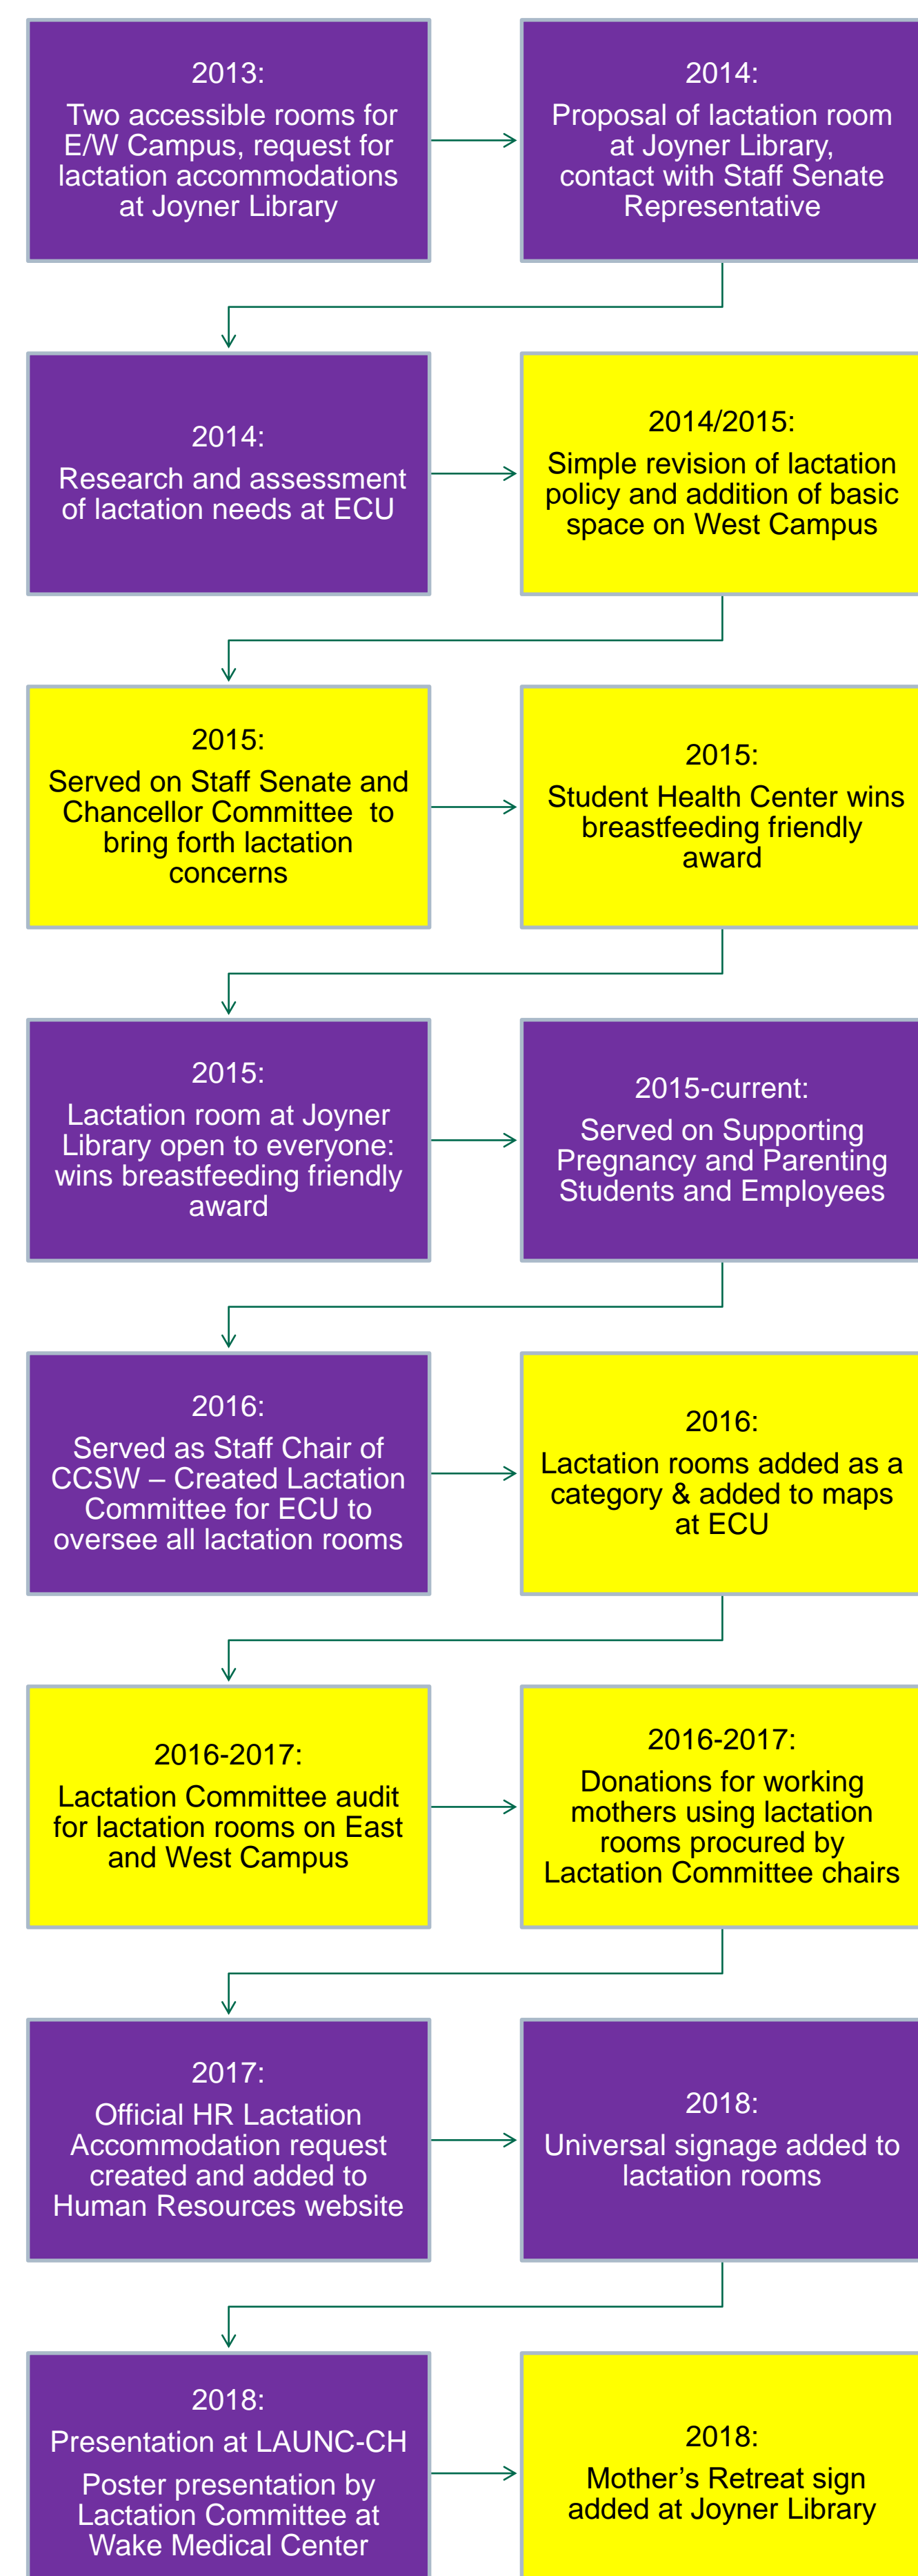 2013:
Two accessible rooms for
E/W Campus, request for
lactation accommodations
at Joyner Library
2014:
Proposal of lactation room
at Joyner Library,
contact with Staff Senate
Representative
2014:
Research and assessment
of lactation needs at ECU
2014/2015:
Simple revision of lactation
policy and addition of basic
space on West Campus
2015:
Served on Staff Senate and
Chancellor Committee  to
bring forth lactation
concerns
2015:
Student Health Center wins
breastfeeding friendly
award
2015:
Lactation room at Joyner
Library open to everyone:
wins breastfeeding friendly
award
2015-current:
Served on Supporting
Pregnancy and Parenting
Students and Employees
2016:
Served as Staff Chair of
CCSW – Created Lactation
Committee for ECU to
oversee all lactation rooms
2016:
Lactation rooms added as a
category & added to maps
at ECU
2016-2017:
Lactation Committee audit
for lactation rooms on East
and West Campus
2016-2017:
Donations for working
mothers using lactation
rooms procured by
Lactation Committee chairs
2017:
Official HR Lactation
Accommodation request
created and added to
Human Resources website
2018:
Universal signage added to
lactation rooms
2018:
Presentation at LAUNC-CH
Poster presentation by
Lactation Committee at
Wake Medical Center
2018:
Mother’s Retreat sign
added at Joyner Library